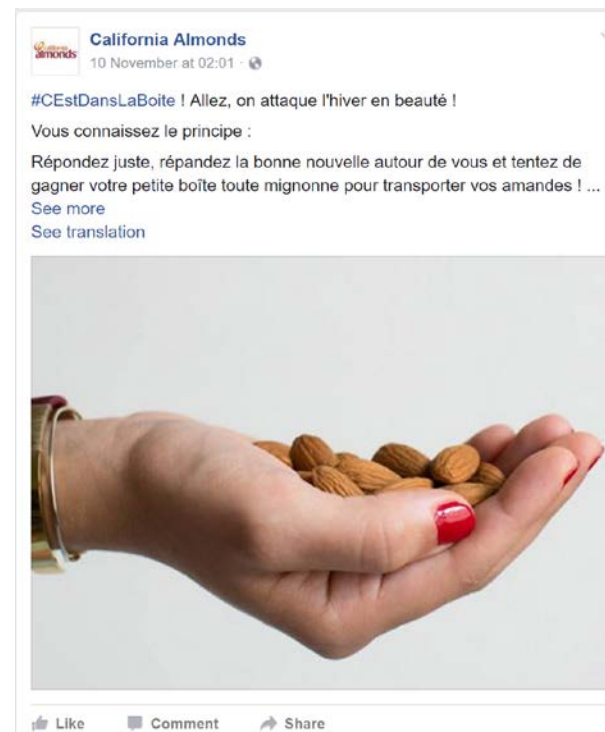 California
almonds
California Almonds
10 November at 02:01 ·
#CEstDansLaBoite ! Allez, on attaque l'hiver en beauté !
Vous connaissez le principe :
Répondez juste, répandez la bonne nouvelle autour de vous et tentez de
gagner votre petite boîte toute mignonne pour transporter vos amandes ! ...
See more
See translation
Like Comment Share